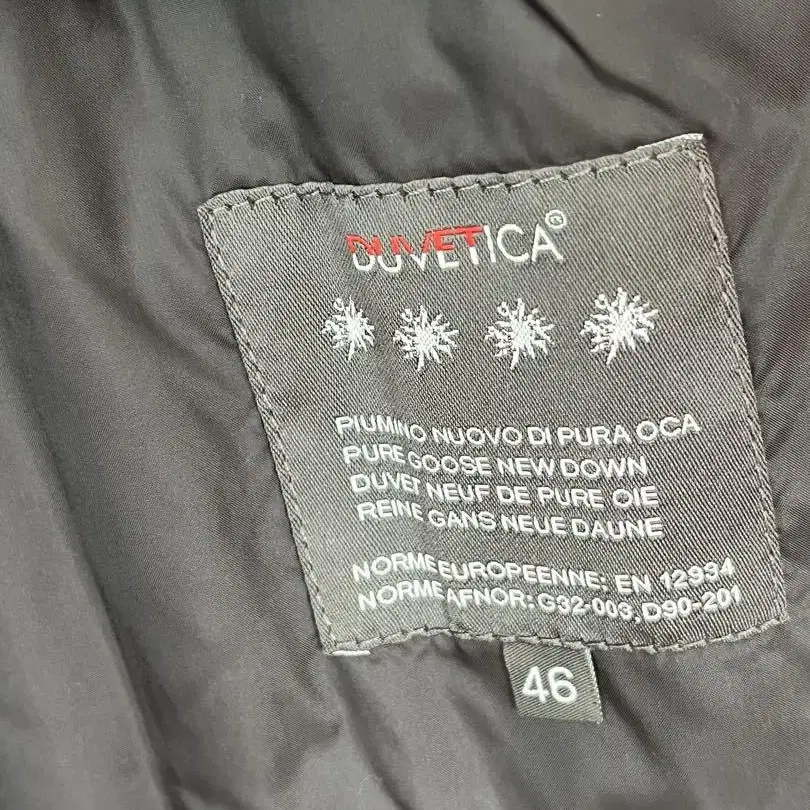 DUVETICA®
PIUMINO NUOVO DI PURA OCA
PURE GOOSE NEW DOWN
DUVET NEUF DE PURE OIE
REINE GANS NEUE DAUNE
NORME EUROPEENNE: EN 12934
NORME AFNOR: G32-003, D90-201
46